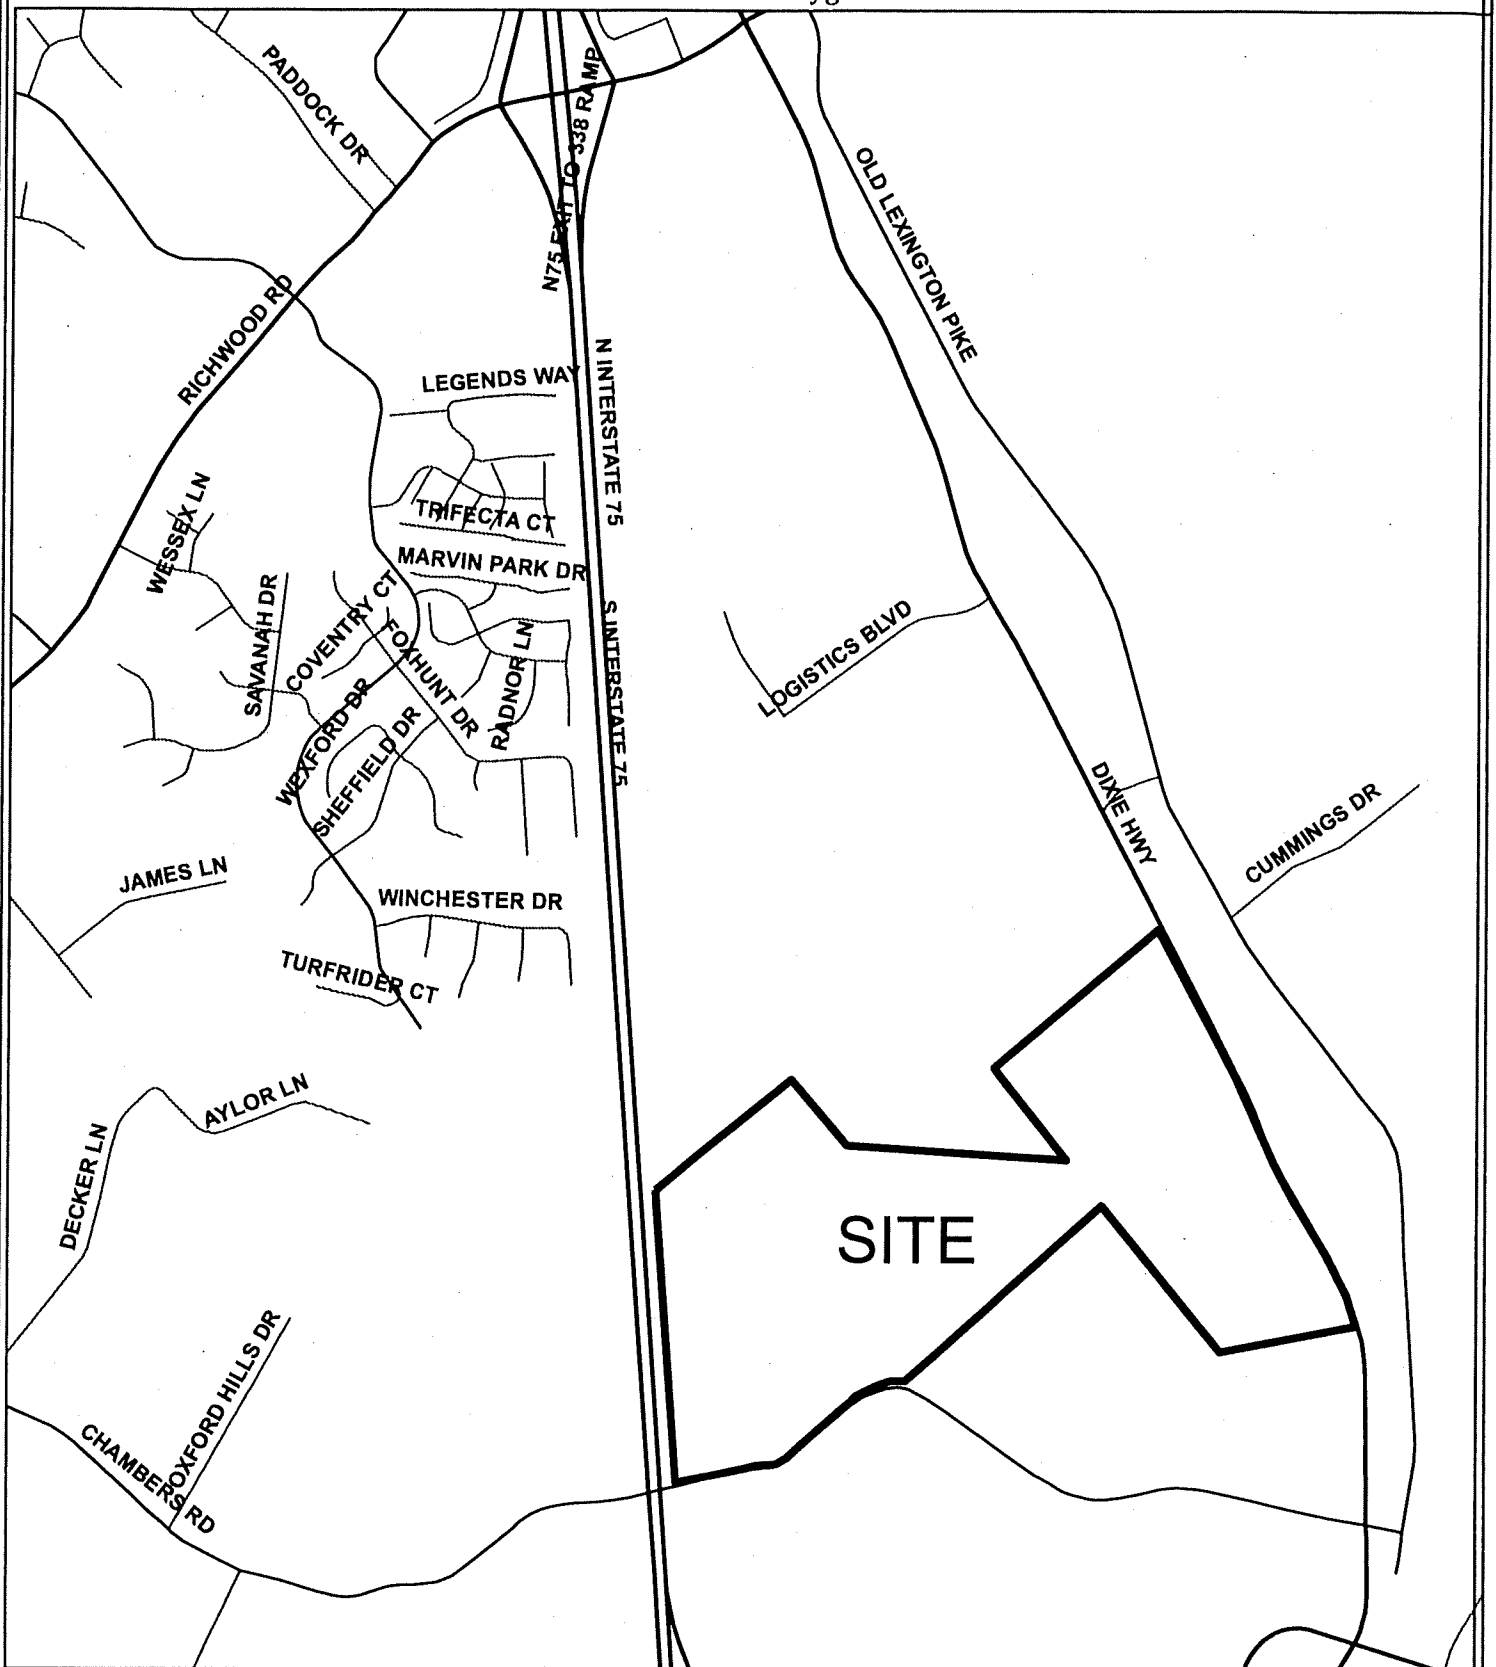 PADDOCK DR
N75 EXIT TO 338 RAMP
OLD LEXINGTON PIKE
RICHWOOD RD
LEGENDS WAY
N INTERSTATE 75
WESSEX LN
TRIFECTA CT
MARVIN PARK DR
SAVANAH DR
COVENTRY CT
FOXHUNT DR
RADNOR LN
S INTERSTATE 75
LOGISTICS BLVD
WEXFORD DR
SHEFFIELD DR
DIXIE HWY
CUMMINGS DR
JAMES LN
WINCHESTER DR
TURFRIDER CT
AYLOR LN
DECKER LN
SITE
OXFORD HILLS DR
CHAMBERS RD